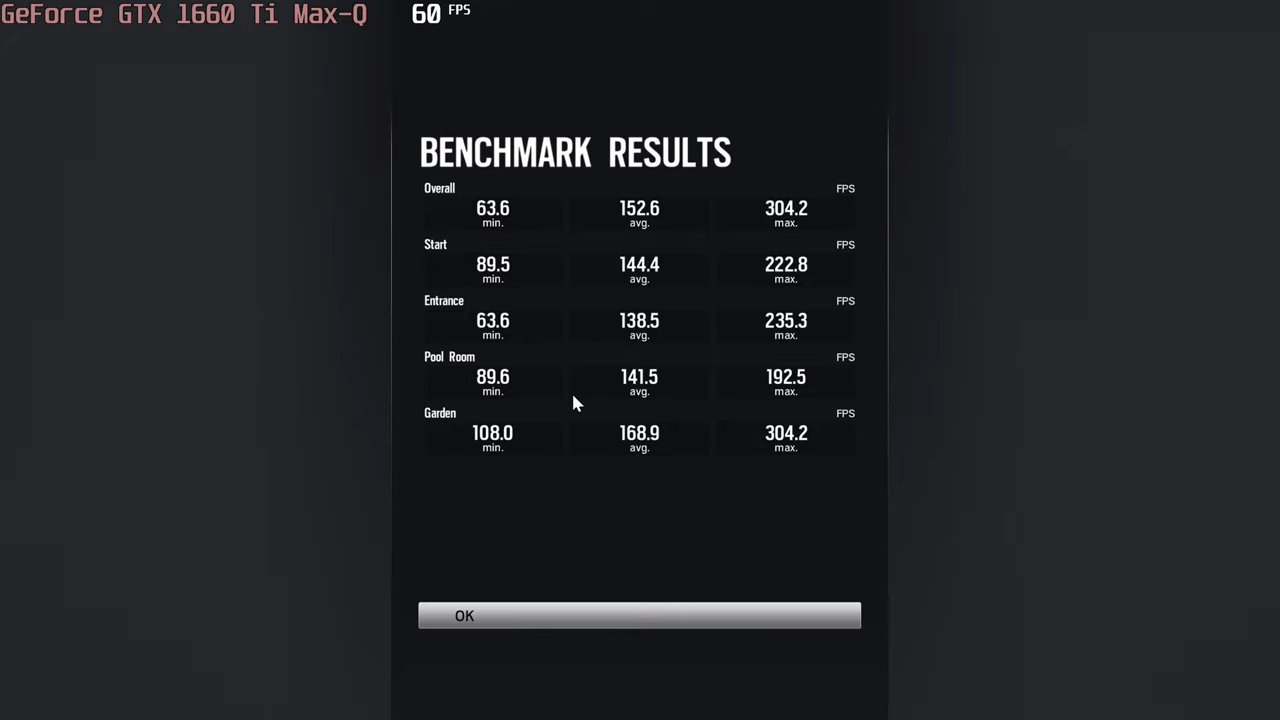 GeForce GTX 1660 Ti Max-Q 60 FPS
BENCHMARK RESULTS
Overall FPS
63.6 152.6 304.2
min. avg. max.
Start FPS
89.5 144.4 222.8
min. avg. max.
Entrance FPS
63.6 138.5 235.3
min. avg. max.
Pool Room FPS
89.6 141.5 192.5
min. avg. max.
Garden FPS
108.0 168.9 304.2
min. avg. max.
OK